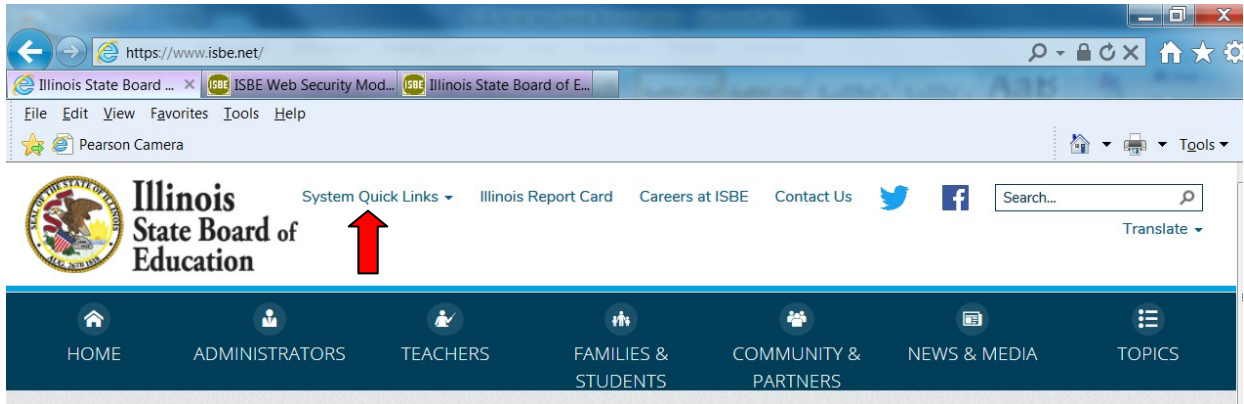 https://www.isbe.net/
Illinois State Board ... ISBE Web Security Mod... Illinois State Board of E...
File Edit View Favorites Tools Help
Pearson Camera Tools
Illinois
State Board of
Education
System Quick Links Illinois Report Card Careers at ISBE Contact Us Search...
Translate
HOME ADMINISTRATORS TEACHERS FAMILIES & STUDENTS COMMUNITY & PARTNERS NEWS & MEDIA TOPICS